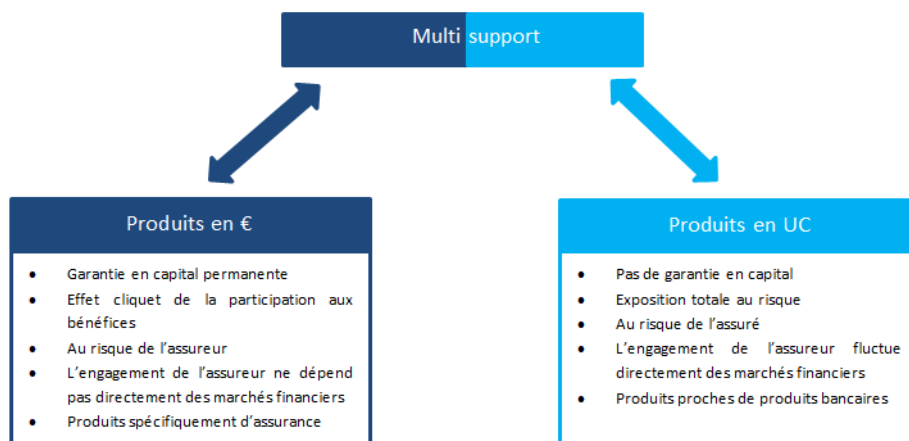 Multi support
Produits en €
• Garantie en capital permanente
• Effet cliquet de la participation aux
bénéfices
• Au risque de l'assureur
• L'engagement de l'assureur ne dépend
pas directement des marchés financiers
• Produits spécifiquement d'assurance
Produits en UC
• Pas de garantie en capital
• Exposition totale au risque
• Au risque de l'assuré
• L'engagement de l'assureur fluctue
directement des marchés financiers
• Produits proches de produits bancaires